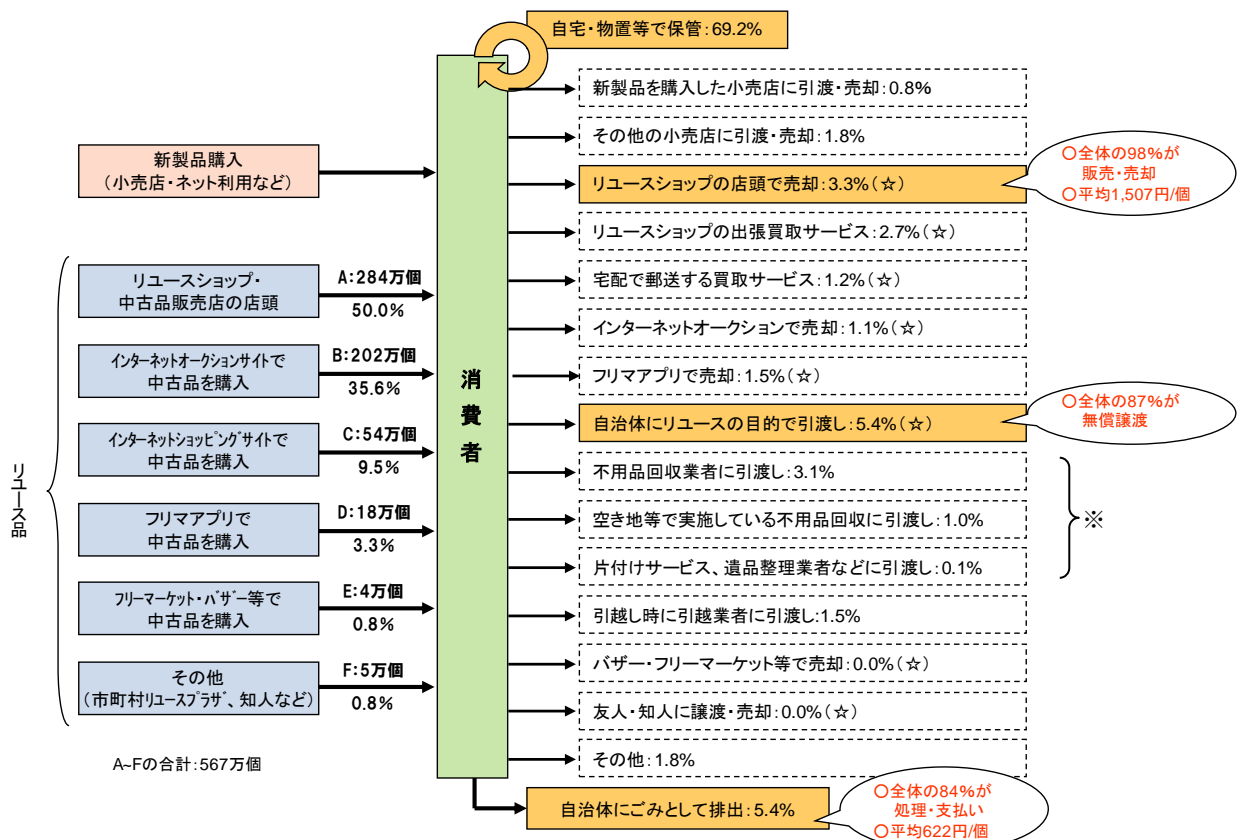 自宅・物置等で保管:69.2%
新製品を購入した小売店に引渡・売却:0.8%
その他の小売店に引渡・売却:1.8%
リユースショップの店頭で売却:3.3%(☆)
○全体の98%が
販売・売却
○平均1,507円/個
リユースショップの出張買取サービス:2.7%(☆)
宅配で郵送する買取サービス:1.2%(☆)
インターネットオークションで売却:1.1%(☆)
フリマアプリで売却:1.5%(☆)
自治体にリユースの目的で引渡し:5.4%(☆)
○全体の87%が
無償譲渡
不用品回収業者に引渡し:3.1%
空き地等で実施している不用品回収に引渡し:1.0%
片付けサービス、遺品整理業者などに引渡し:0.1%
※
引越し時に引越業者に引渡し:1.5%
バザー・フリーマーケット等で売却:0.0%(☆)
友人・知人に譲渡・売却:0.0%(☆)
その他:1.8%
自治体にごみとして排出:5.4%
○全体の84%が
処理・支払い
○平均622円/個
消費者
新製品購入
(小売店・ネット利用など)
リユース品
リユースショップ・
中古品販売店の店頭
A:284万個
50.0%
インターネットオークションサイトで
中古品を購入
B:202万個
35.6%
インターネットショッピングサイトで
中古品を購入
C:54万個
9.5%
フリマアプリで
中古品を購入
D:18万個
3.3%
フリーマーケット・バザー等で
中古品を購入
E:4万個
0.8%
その他
(市町村リユースプラザ、知人など)
F:5万個
0.8%
A~Fの合計:567万個